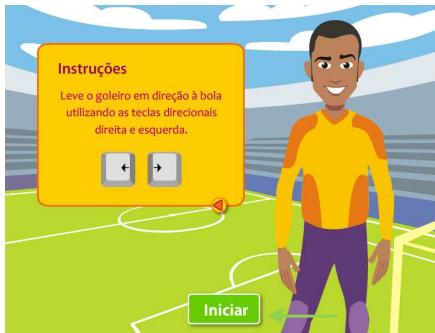 Instruções
Leve o goleiro em direção à bola
utilizando as teclas direcionais
direita e esquerda.
Iniciar